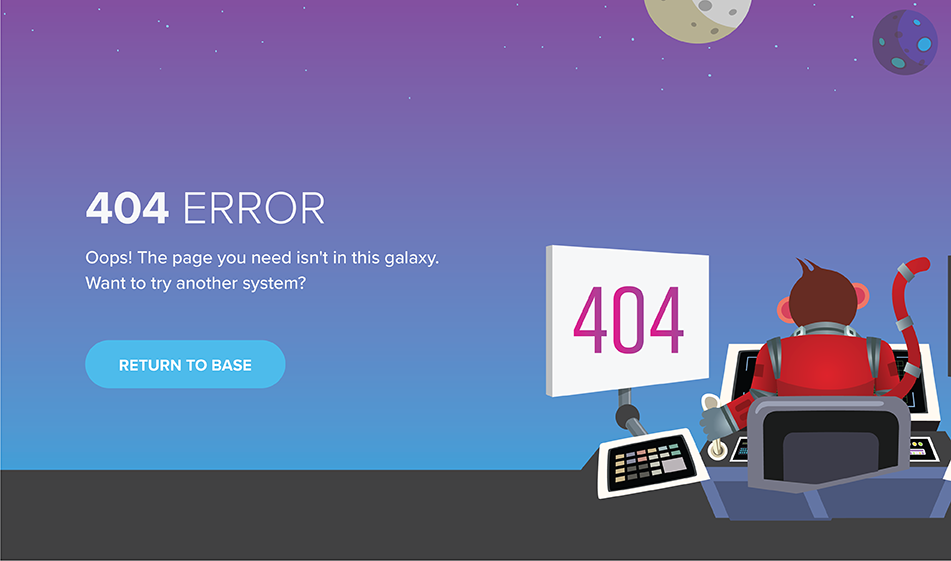 404 ERROR
Oops! The page you need isn't in this galaxy.
Want to try another system?
RETURN TO BASE
404